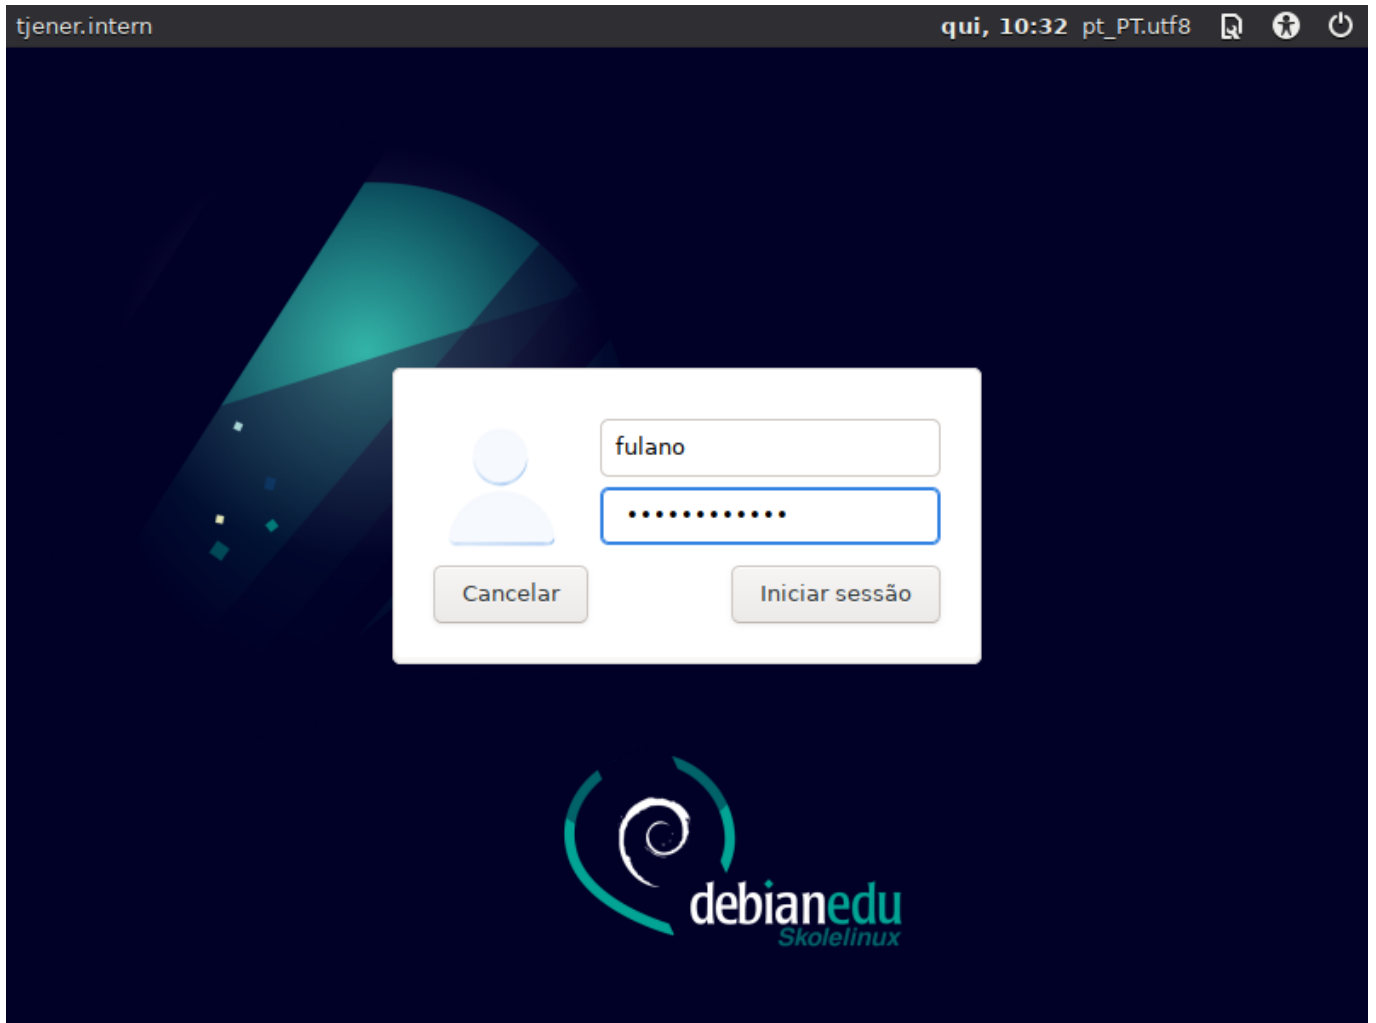 tjener.intern
qui, 10:32 pt_PT.utf8
fulano
••••••••••••
Cancelar
Iniciar sessão
debianedu
Skolelinux